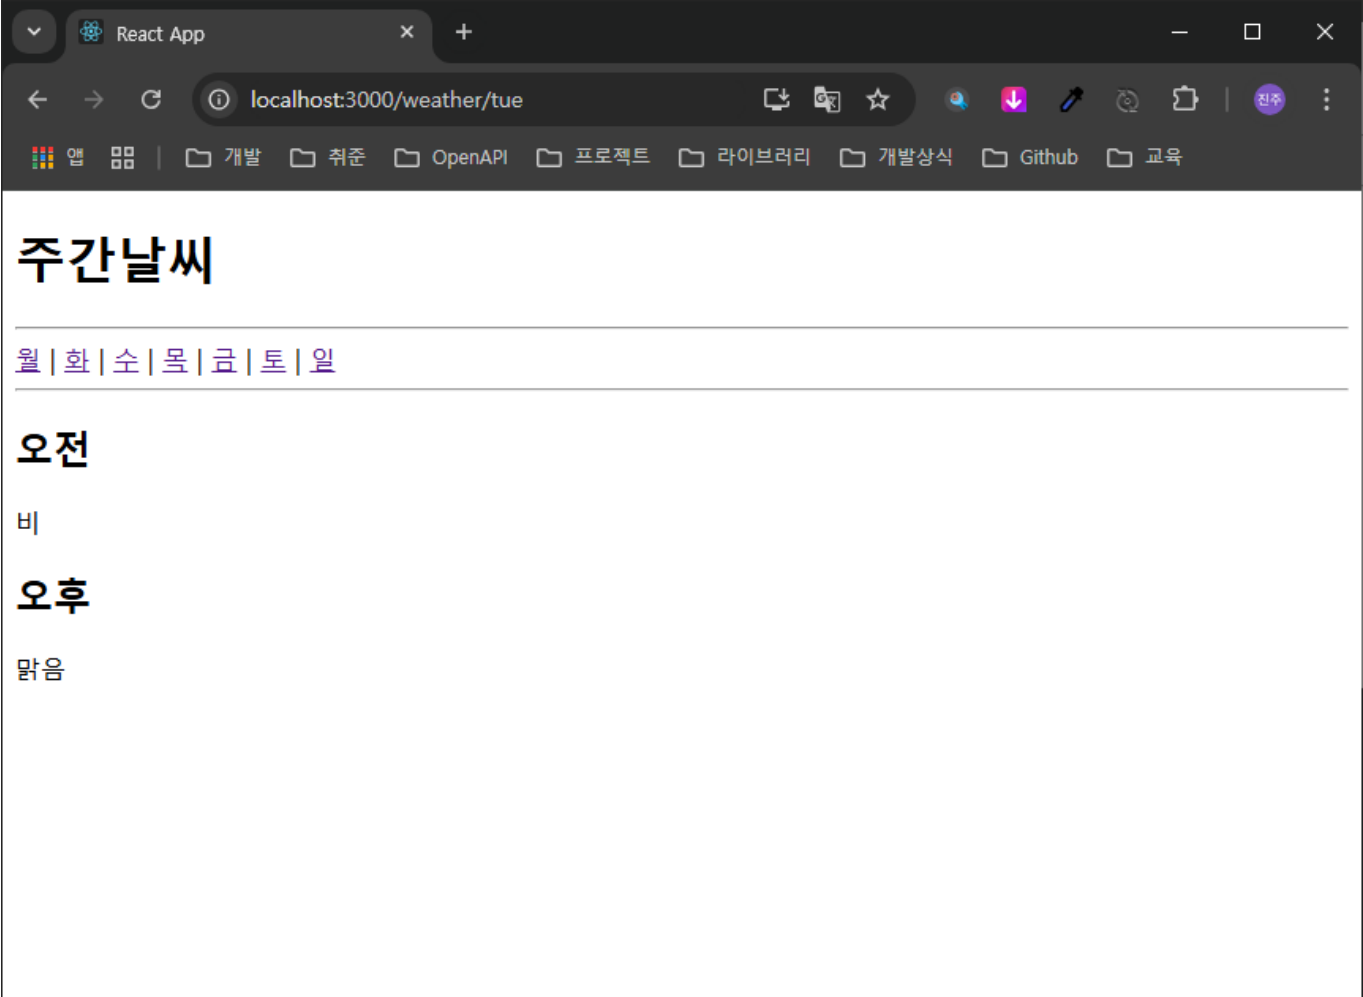 React App
localhost:3000/weather/tue
진주
앱 개발 취준 OpenAPI 프로젝트 라이브러리 개발상식 Github 교육
주간날씨
월 | 화 | 수 | 목 | 금 | 토 | 일
오전
비
오후
맑음